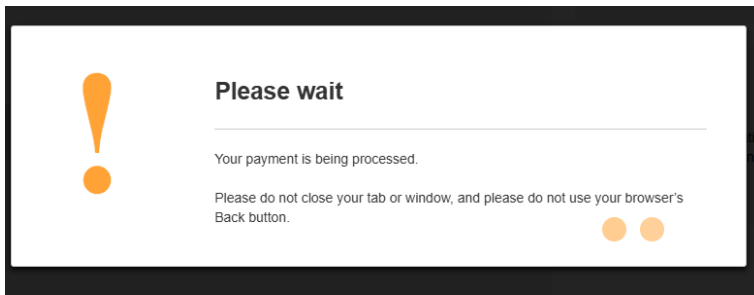 Please wait
Your payment is being processed.
Please do not close your tab or window, and please do not use your browser's
Back button.